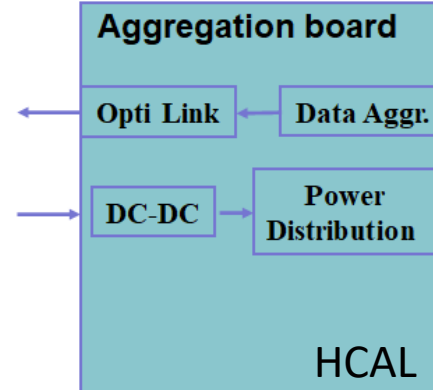 Aggregation board
Opti Link
Data Aggr.
DC-DC
Power
Distribution
HCAL